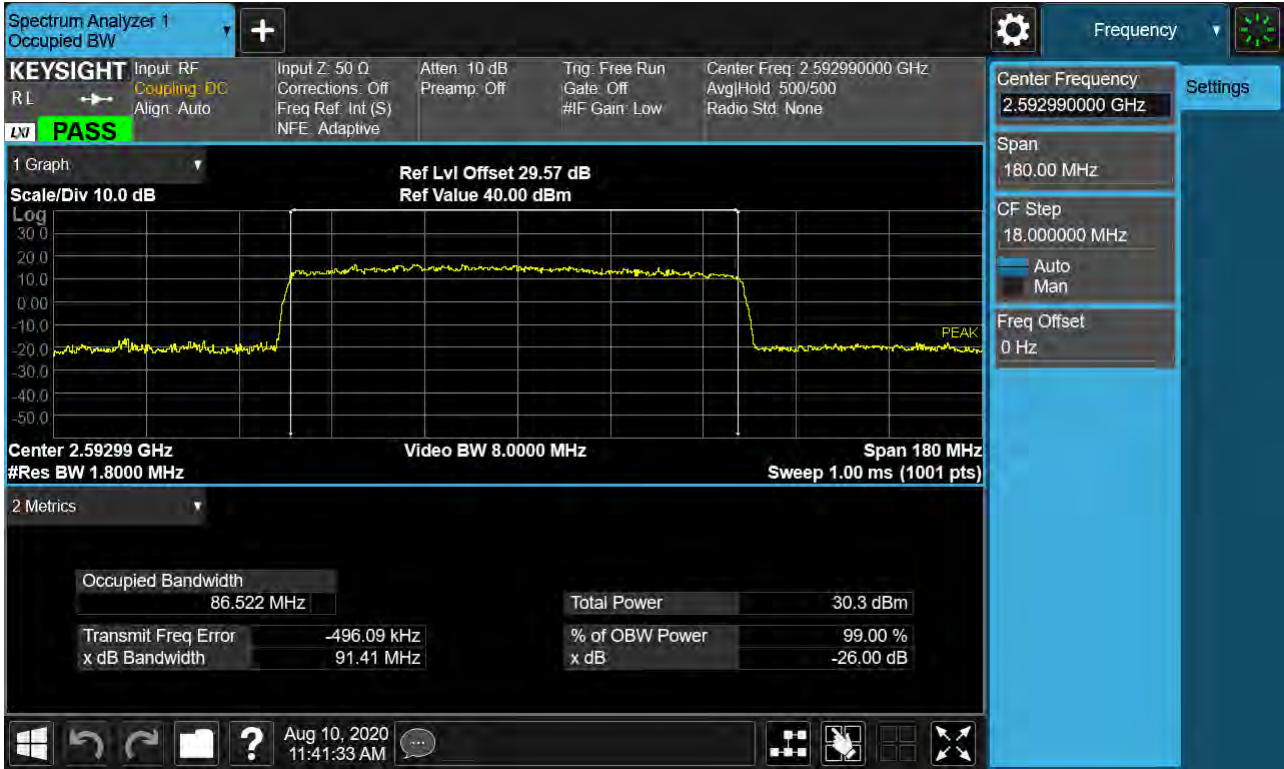 Spectrum Analyzer 1
Occupied BW
+
Frequency
KEYSIGHT
RL
LXI PASS
Input: RF
Coupling: DC
Align: Auto
Input Z: 50 Ω
Corrections: Off
Freq Ref: Int (S)
NFE: Adaptive
Atten: 10 dB
Preamp: Off
Trig: Free Run
Gate: Off
#IF Gain: Low
Center Freq: 2.592990000 GHz
Avg|Hold: 500/500
Radio Std: None
1 Graph
Scale/Div 10.0 dB
Ref Lvl Offset 29.57 dB
Ref Value 40.00 dBm
Log
30.0
20.0
10.0
0.00
-10.0
-20.0
-30.0
-40.0
-50.0
PEAK
Center 2.59299 GHz
#Res BW 1.8000 MHz
Video BW 8.0000 MHz
Span 180 MHz
Sweep 1.00 ms (1001 pts)
2 Metrics
Occupied Bandwidth
86.522 MHz
Transmit Freq Error -496.09 kHz
x dB Bandwidth 91.41 MHz
Total Power 30.3 dBm
% of OBW Power 99.00 %
x dB -26.00 dB
?
Aug 10, 2020
11:41:33 AM
Center Frequency
2.592990000 GHz
Span
180.00 MHz
CF Step
18.000000 MHz
Auto
Man
Freq Offset
0 Hz
Settings